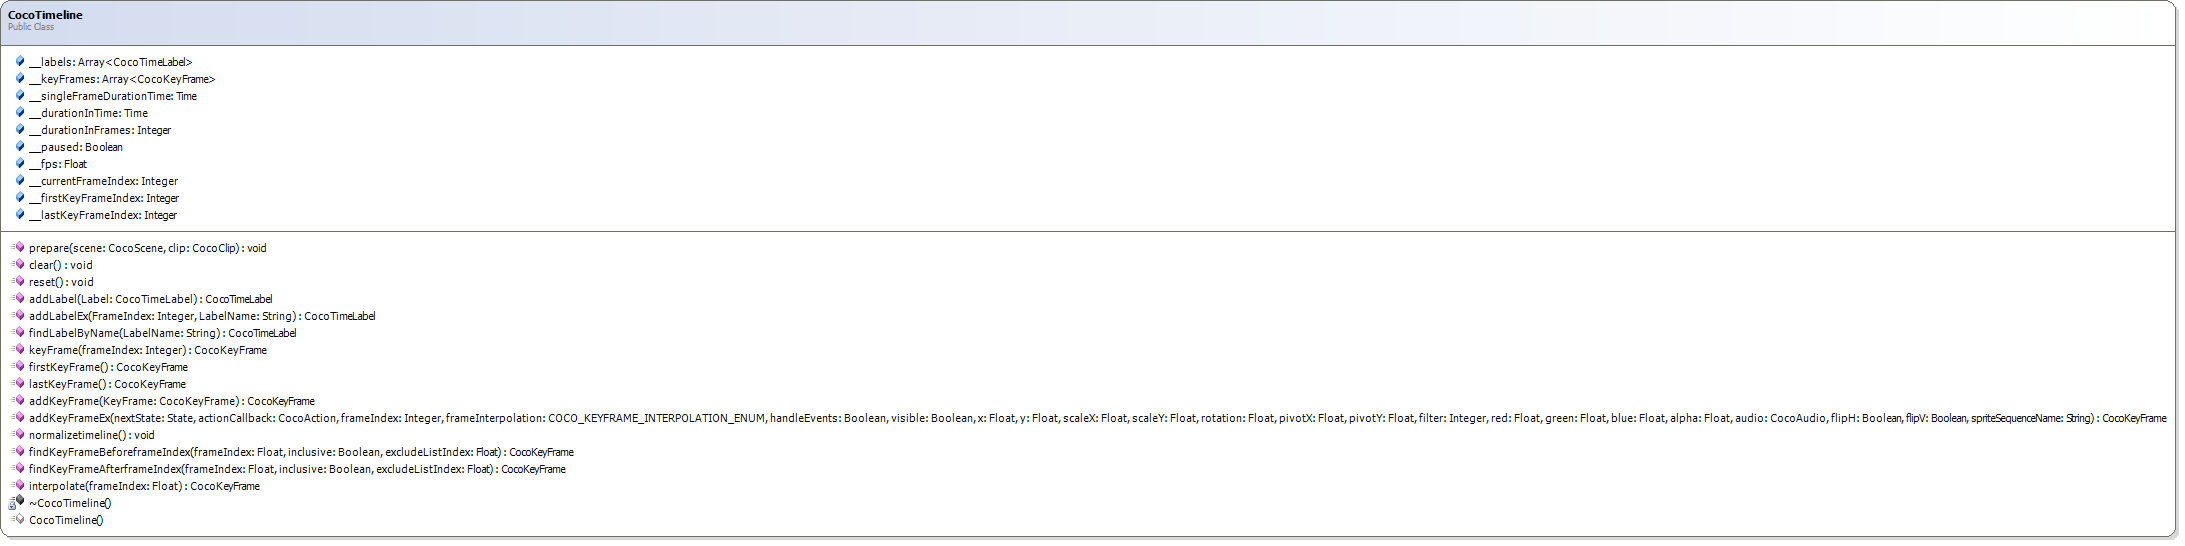 CocoTimeline
Public Class
__labels: Array<CocoTimeLabel>
__keyFrames: Array<CocoKeyFrame>
__singleFrameDurationTime: Time
__durationInTime: Time
__durationInFrames: Integer
__paused: Boolean
__fps: Float
__currentFrameIndex: Integer
__firstKeyFrameIndex: Integer
__lastKeyFrameIndex: Integer
prepare(scene: CocoScene, clip: CocoClip) : void
clear() : void
reset() : void
addLabel(Label: CocoTimeLabel) : CocoTimeLabel
addLabelEx(FrameIndex: Integer, LabelName: String) : CocoTimeLabel
findLabelByName(LabelName: String) : CocoTimeLabel
keyFrame(frameIndex: Integer) : CocoKeyFrame
firstKeyFrame() : CocoKeyFrame
lastKeyFrame() : CocoKeyFrame
addKeyFrame(KeyFrame: CocoKeyFrame) : CocoKeyFrame
addKeyFrameEx(nextState: State, actionCallback: CocoAction, frameIndex: Integer, frameInterpolation: COCO_KEYFRAME_INTERPOLATION_ENUM, handleEvents: Boolean, visible: Boolean, x: Float, y: Float, scaleX: Float, scaleY: Float, rotation: Float, pivotX: Float, pivotY: Float, filter: Integer, red: Float, green: Float, blue: Float, alpha: Float, audio: CocoAudio, flipH: Boolean, flipV: Boolean, spriteSequenceName: String) : CocoKeyFrame
normalizetimeline() : void
findKeyFrameBeforeframeIndex(frameIndex: Float, inclusive: Boolean, excludeListIndex: Float) : CocoKeyFrame
findKeyFrameAfterframeIndex(frameIndex: Float, inclusive: Boolean, excludeListIndex: Float) : CocoKeyFrame
interpolate(frameIndex: Float) : CocoKeyFrame
~CocoTimeline()
CocoTimeline()